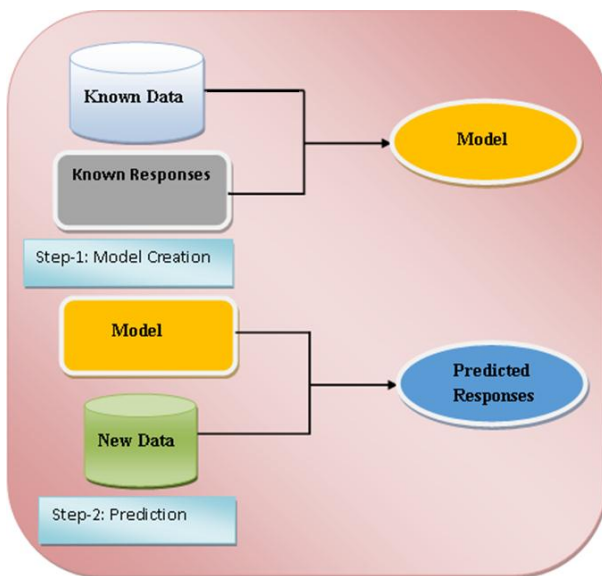 Known Data
Model
Known Responses
Step-1: Model Creation
Model
Predicted
Responses
New Data
Step-2: Prediction